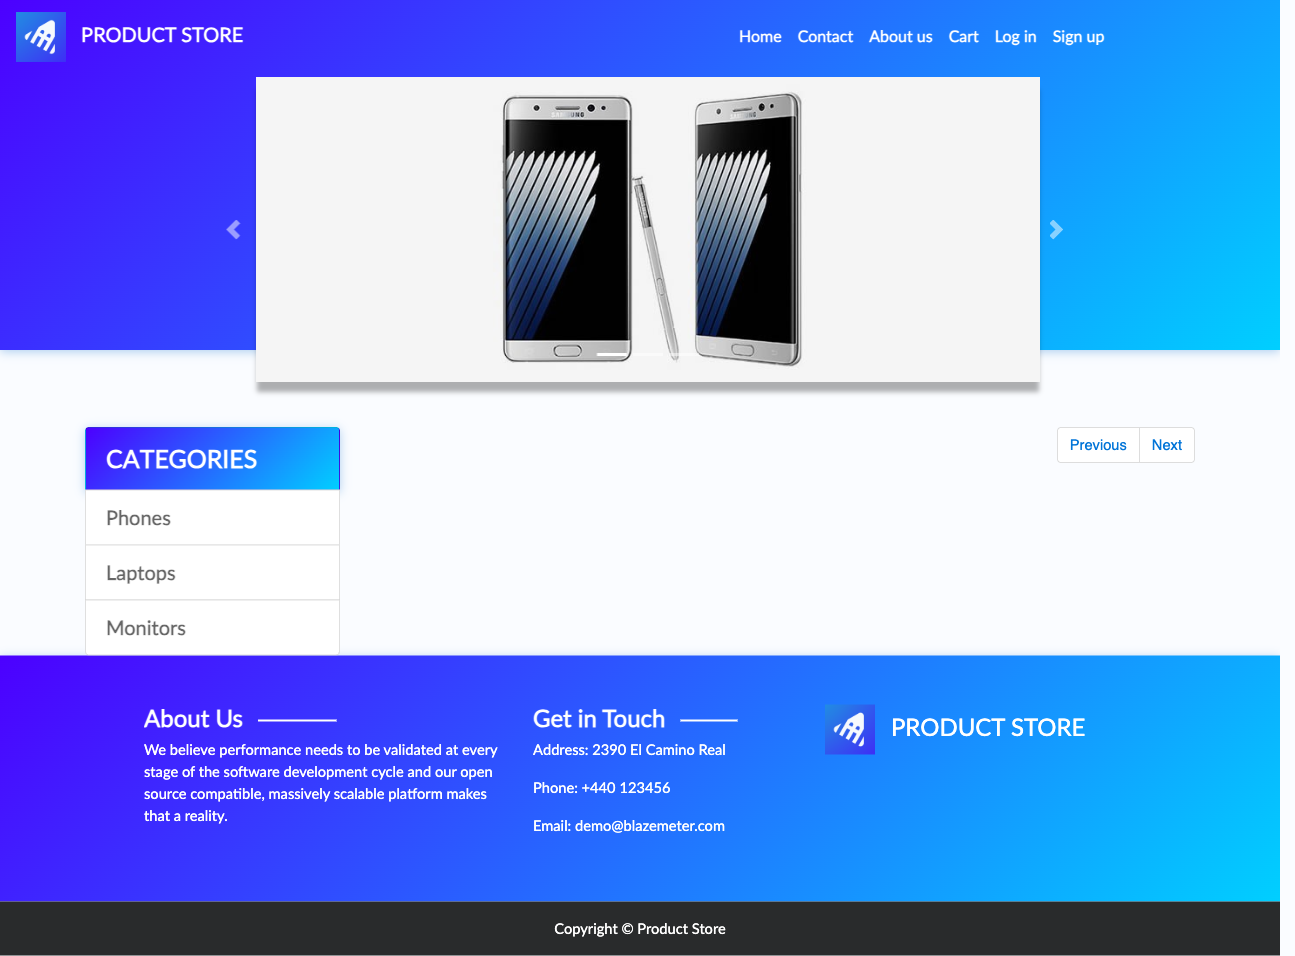 PRODUCT STORE
Home Contact About us Cart Log in Sign up
SAMSUNG SAMSUNG
CATEGORIES
Previous Next
Phones
Laptops
Monitors
About Us
We believe performance needs to be validated at every
stage of the software development cycle and our open
source compatible, massively scalable platform makes
that a reality.
Get in Touch
Address: 2390 El Camino Real
Phone: +440 123456
Email: demo@blazemeter.com
PRODUCT STORE
Copyright © Product Store